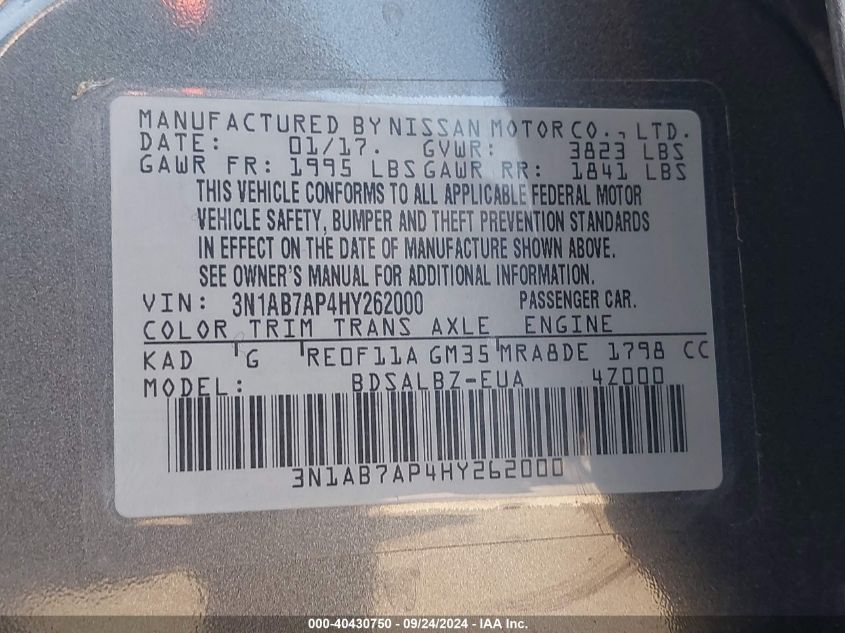 MANUFACTURED BY NISSAN MOTOR CO., LTD.
DATE: 01/17. GVWR: 3823 LBS
GAWR FR: 1995 LBS GAWR RR: 1841 LBS
THIS VEHICLE CONFORMS TO ALL APPLICABLE FEDERAL MOTOR
VEHICLE SAFETY, BUMPER AND THEFT PREVENTION STANDARDS
IN EFFECT ON THE DATE OF MANUFACTURE SHOWN ABOVE.
SEE OWNER'S MANUAL FOR ADDITIONAL INFORMATION.
VIN: 3N1AB7AP4HY262000 PASSENGER CAR.
COLOR TRIM TRANS AXLE ENGINE
KAD G RE0F11A GM35 MRA8DE 1798 CC
MODEL: BDSALBZ-EUA 4Z000
3N1AB7AP4HY262000
000-40430750 - 09/24/2024 - IAA Inc.